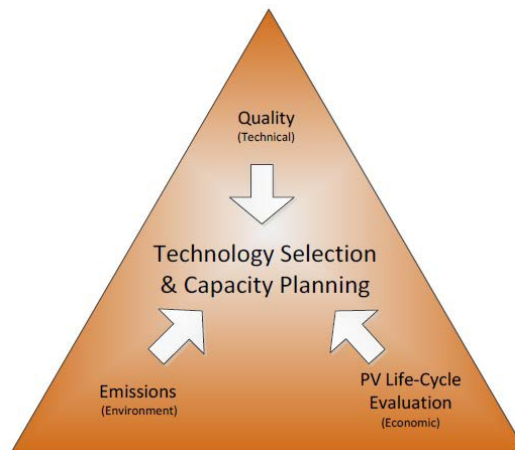 Quality
(Technical)
Technology Selection
& Capacity Planning
Emissions
(Environment)
PV Life-Cycle
Evaluation
(Economic)